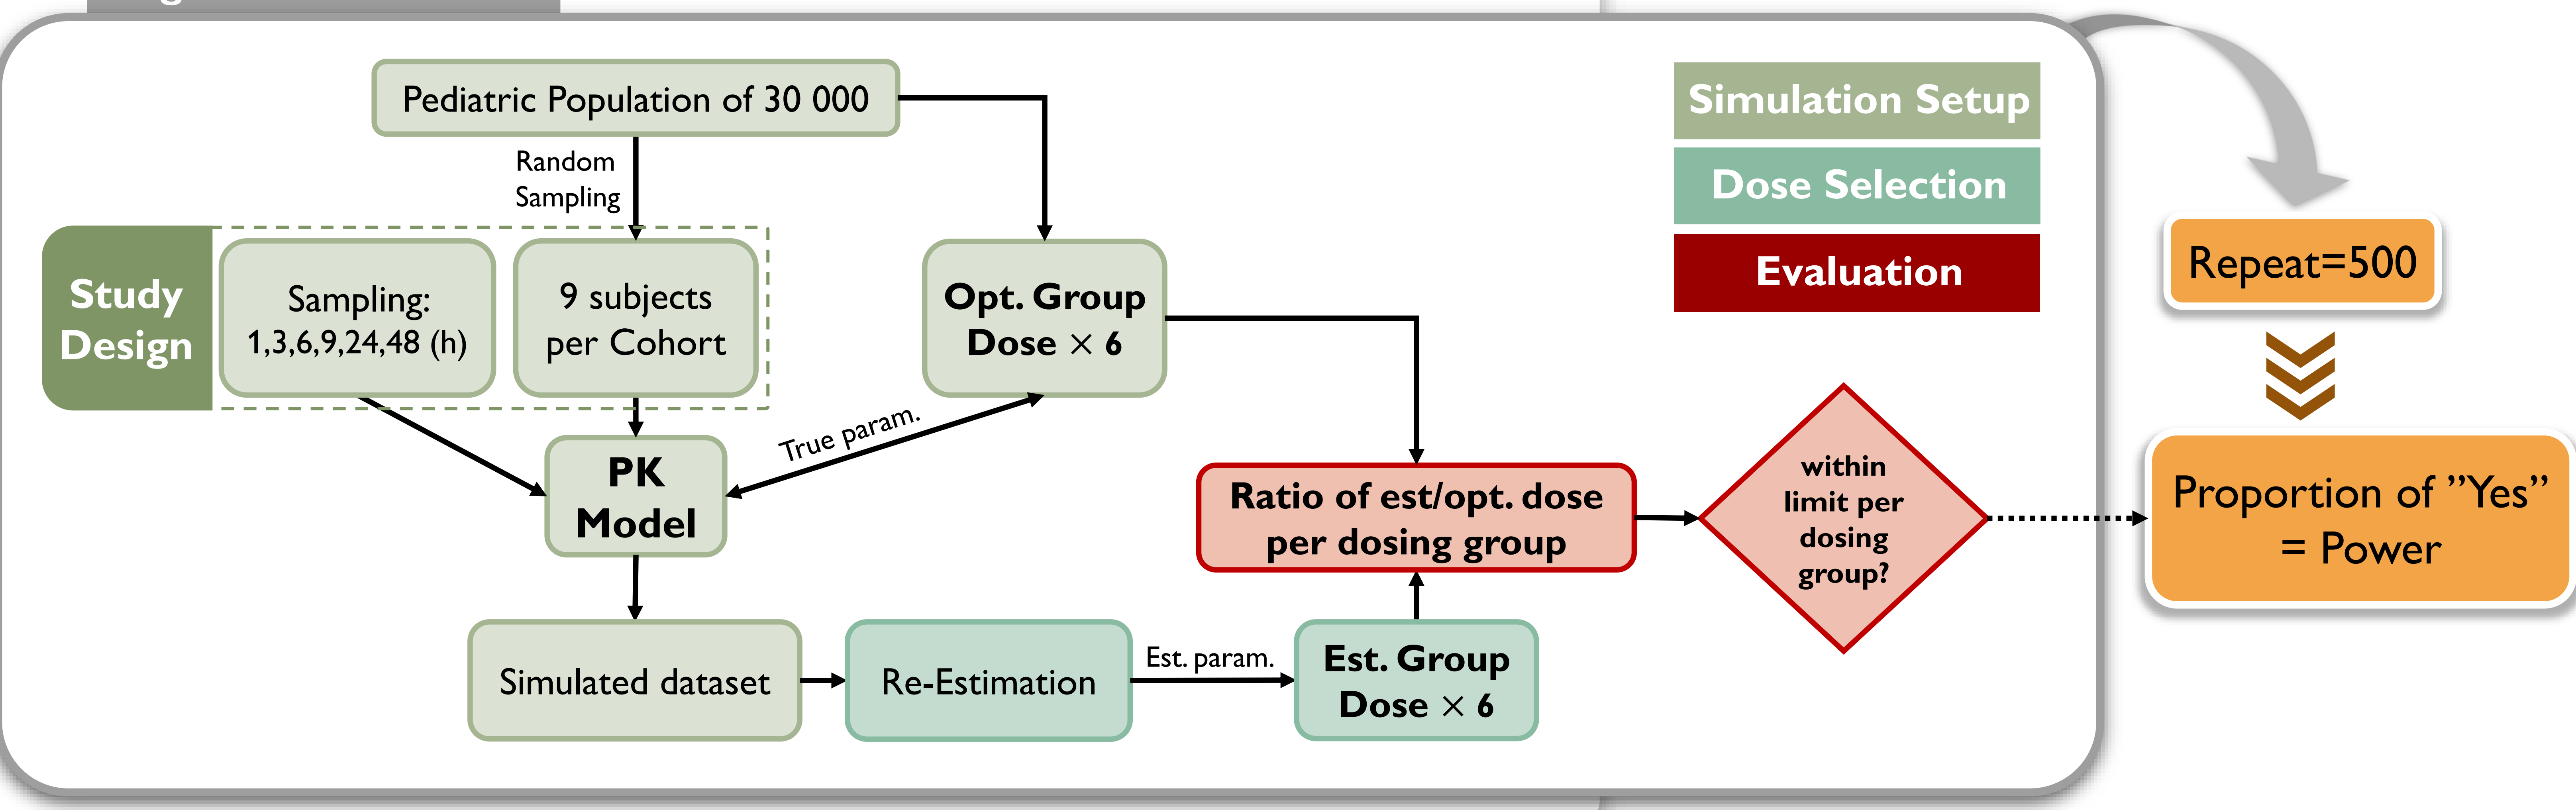 Pediatric Population of 30 000
Random
Sampling
Study
Design
Sampling:
1,3,6,9,24,48 (h)
9 subjects
per Cohort
Opt. Group
Dose × 6
True param.
PK
Model
Simulated dataset
Re-Estimation
Est. param.
Est. Group
Dose × 6
Ratio of est/opt. dose
per dosing group
within
limit per
dosing
group?
Simulation Setup
Dose Selection
Evaluation
Repeat=500
Proportion of ”Yes”
= Power